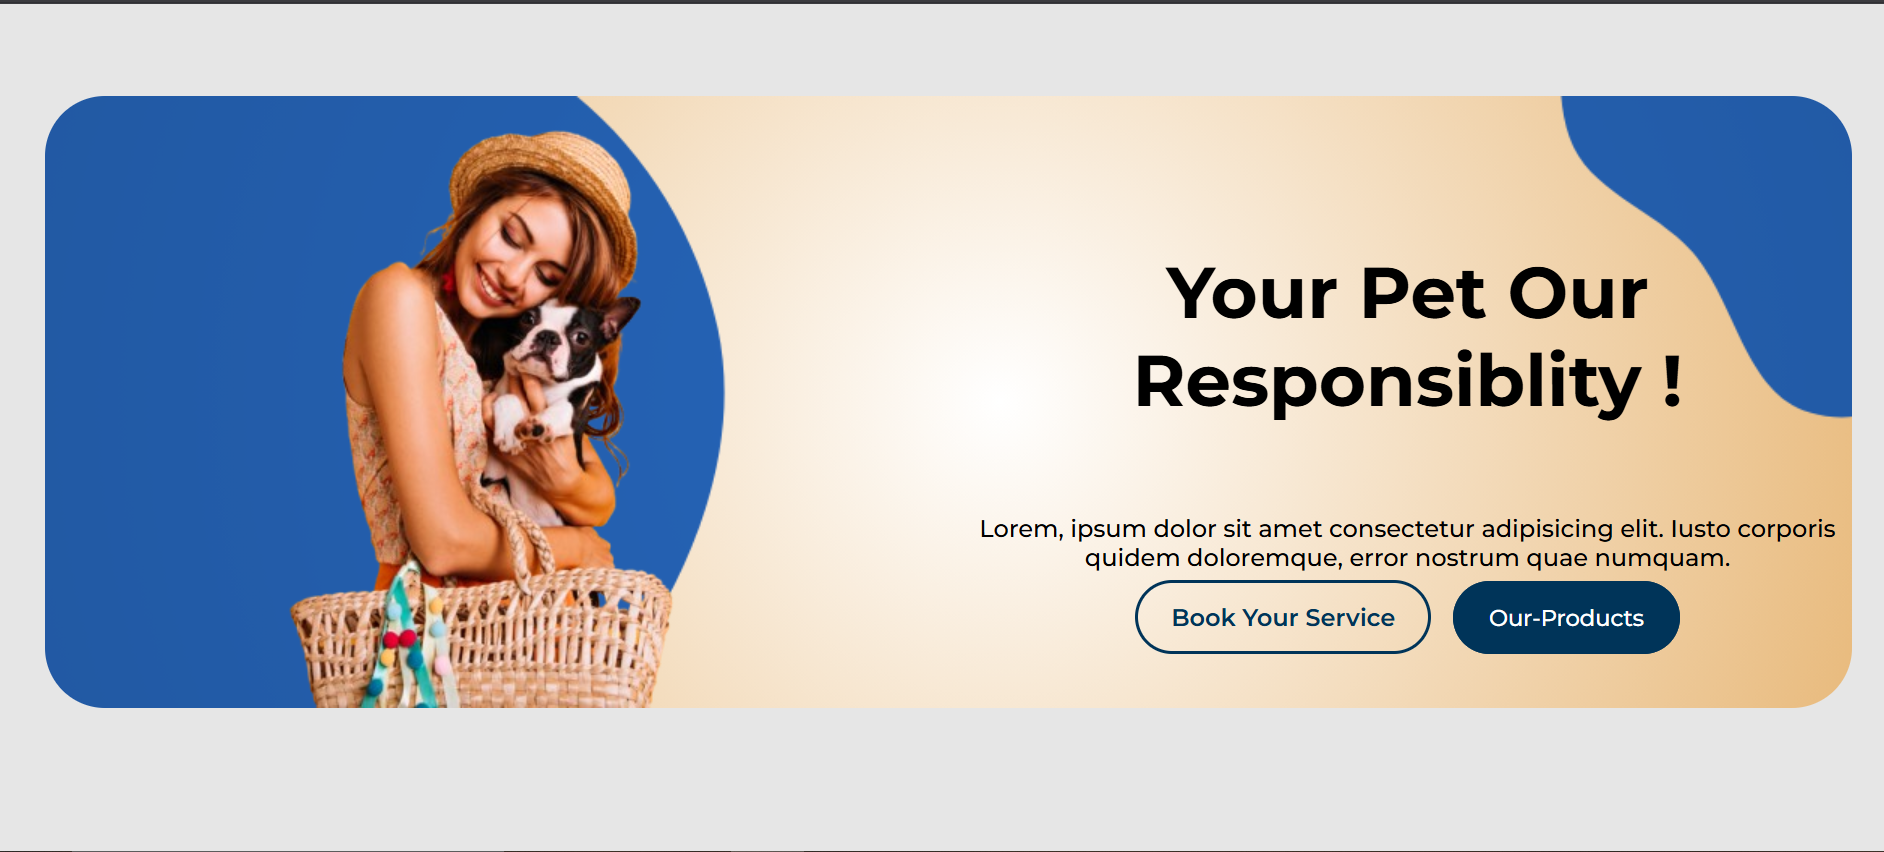 Your Pet Our
Responsiblity !
Lorem, ipsum dolor sit amet consectetur adipisicing elit. Iusto corporis
quidem doloremque, error nostrum quae numquam.
Book Your Service
Our-Products